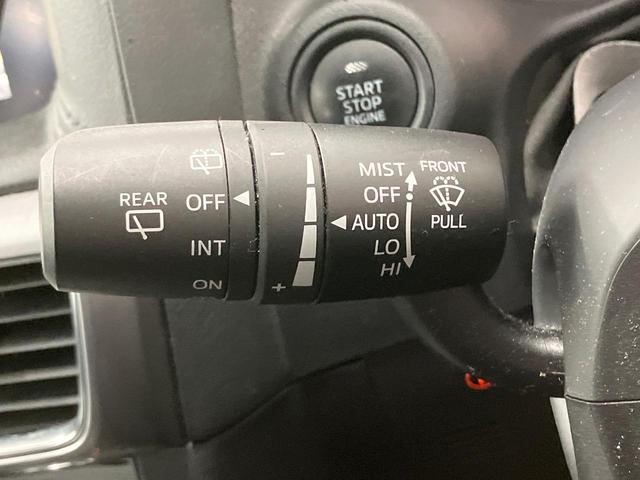 START
STOP
ENGINE
REAR
OFF
INT
ON
−
+
MIST
OFF
AUTO
LO
HI
FRONT
PULL